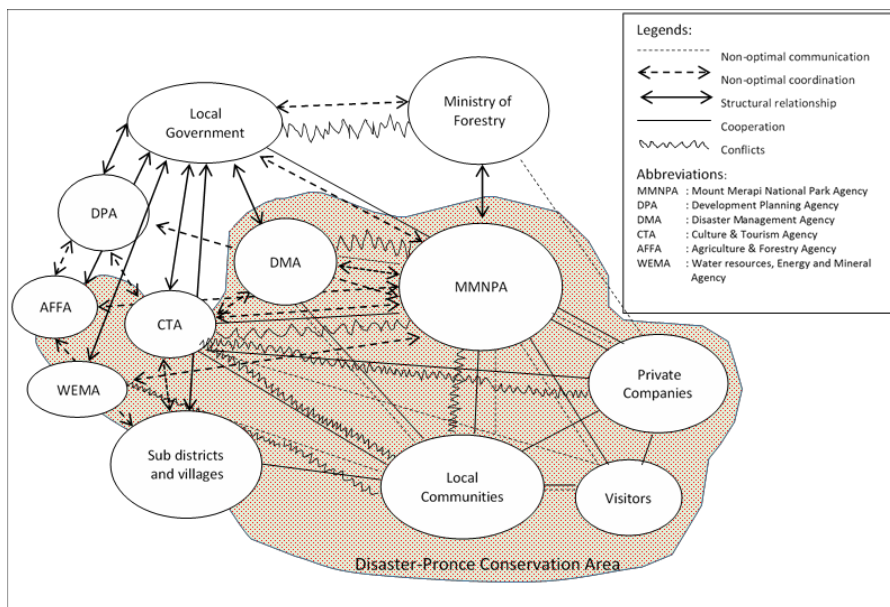 Legends:
Non-optimal communication
Non-optimal coordination
Structural relationship
Cooperation
Conflicts
Abbreviations:
MMNPA : Mount Merapi National Park Agency
DPA : Development Planning Agency
DMA : Disaster Management Agency
CTA : Culture & Tourism Agency
AFFA : Agriculture & Forestry Agency
WEMA : Water resources, Energy and Mineral
Agency
Local
Government
Ministry of
Forestry
DPA
DMA
MMNPA
AFFA
CTA
WEMA
Private
Companies
Sub districts
and villages
Local
Communities
Visitors
Disaster-Pronce Conservation Area